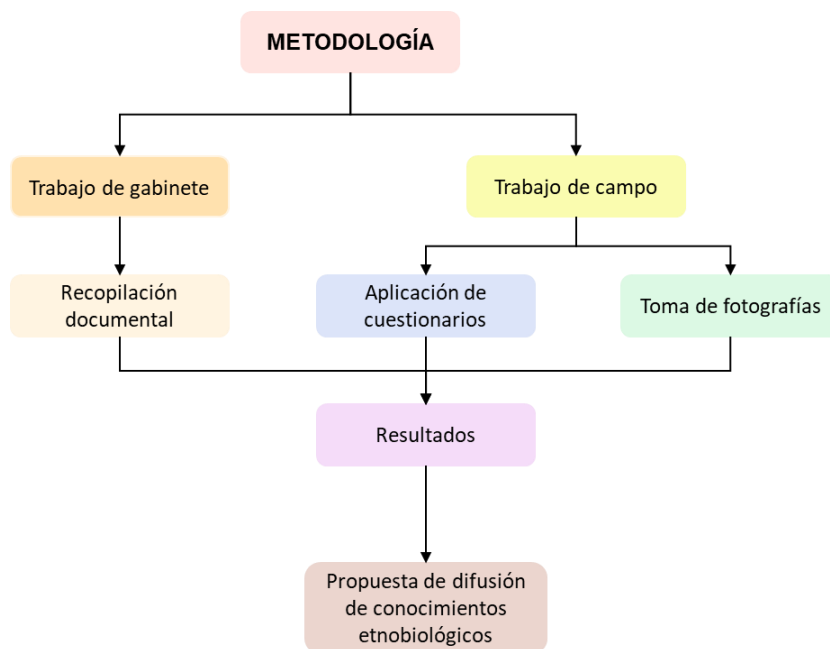 METODOLOGÍA
Trabajo de gabinete
Trabajo de campo
Recopilación
documental
Aplicación de
cuestionarios
Toma de fotografías
Resultados
Propuesta de difusión
de conocimientos
etnobiológicos